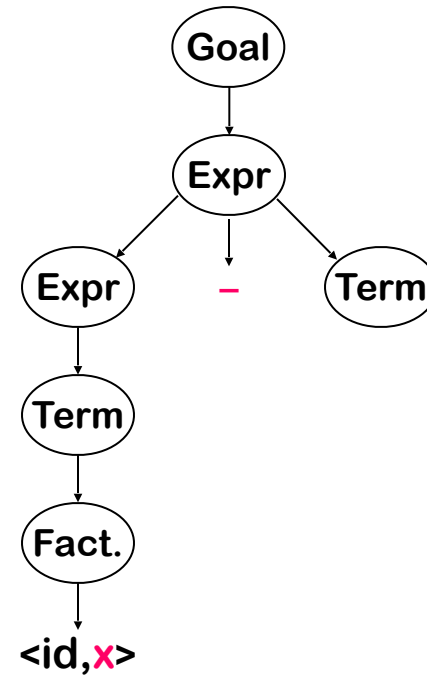 Goal
Expr
Expr – Term
Term
Fact.
<id,x>